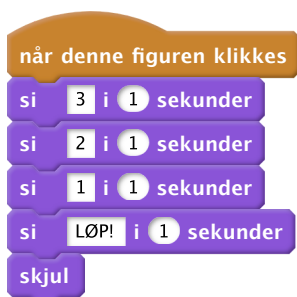 når denne figuren klikkes
si 3 i 1 sekunder
si 2 i 1 sekunder
si 1 i 1 sekunder
si LØP! i 1 sekunder
skjul